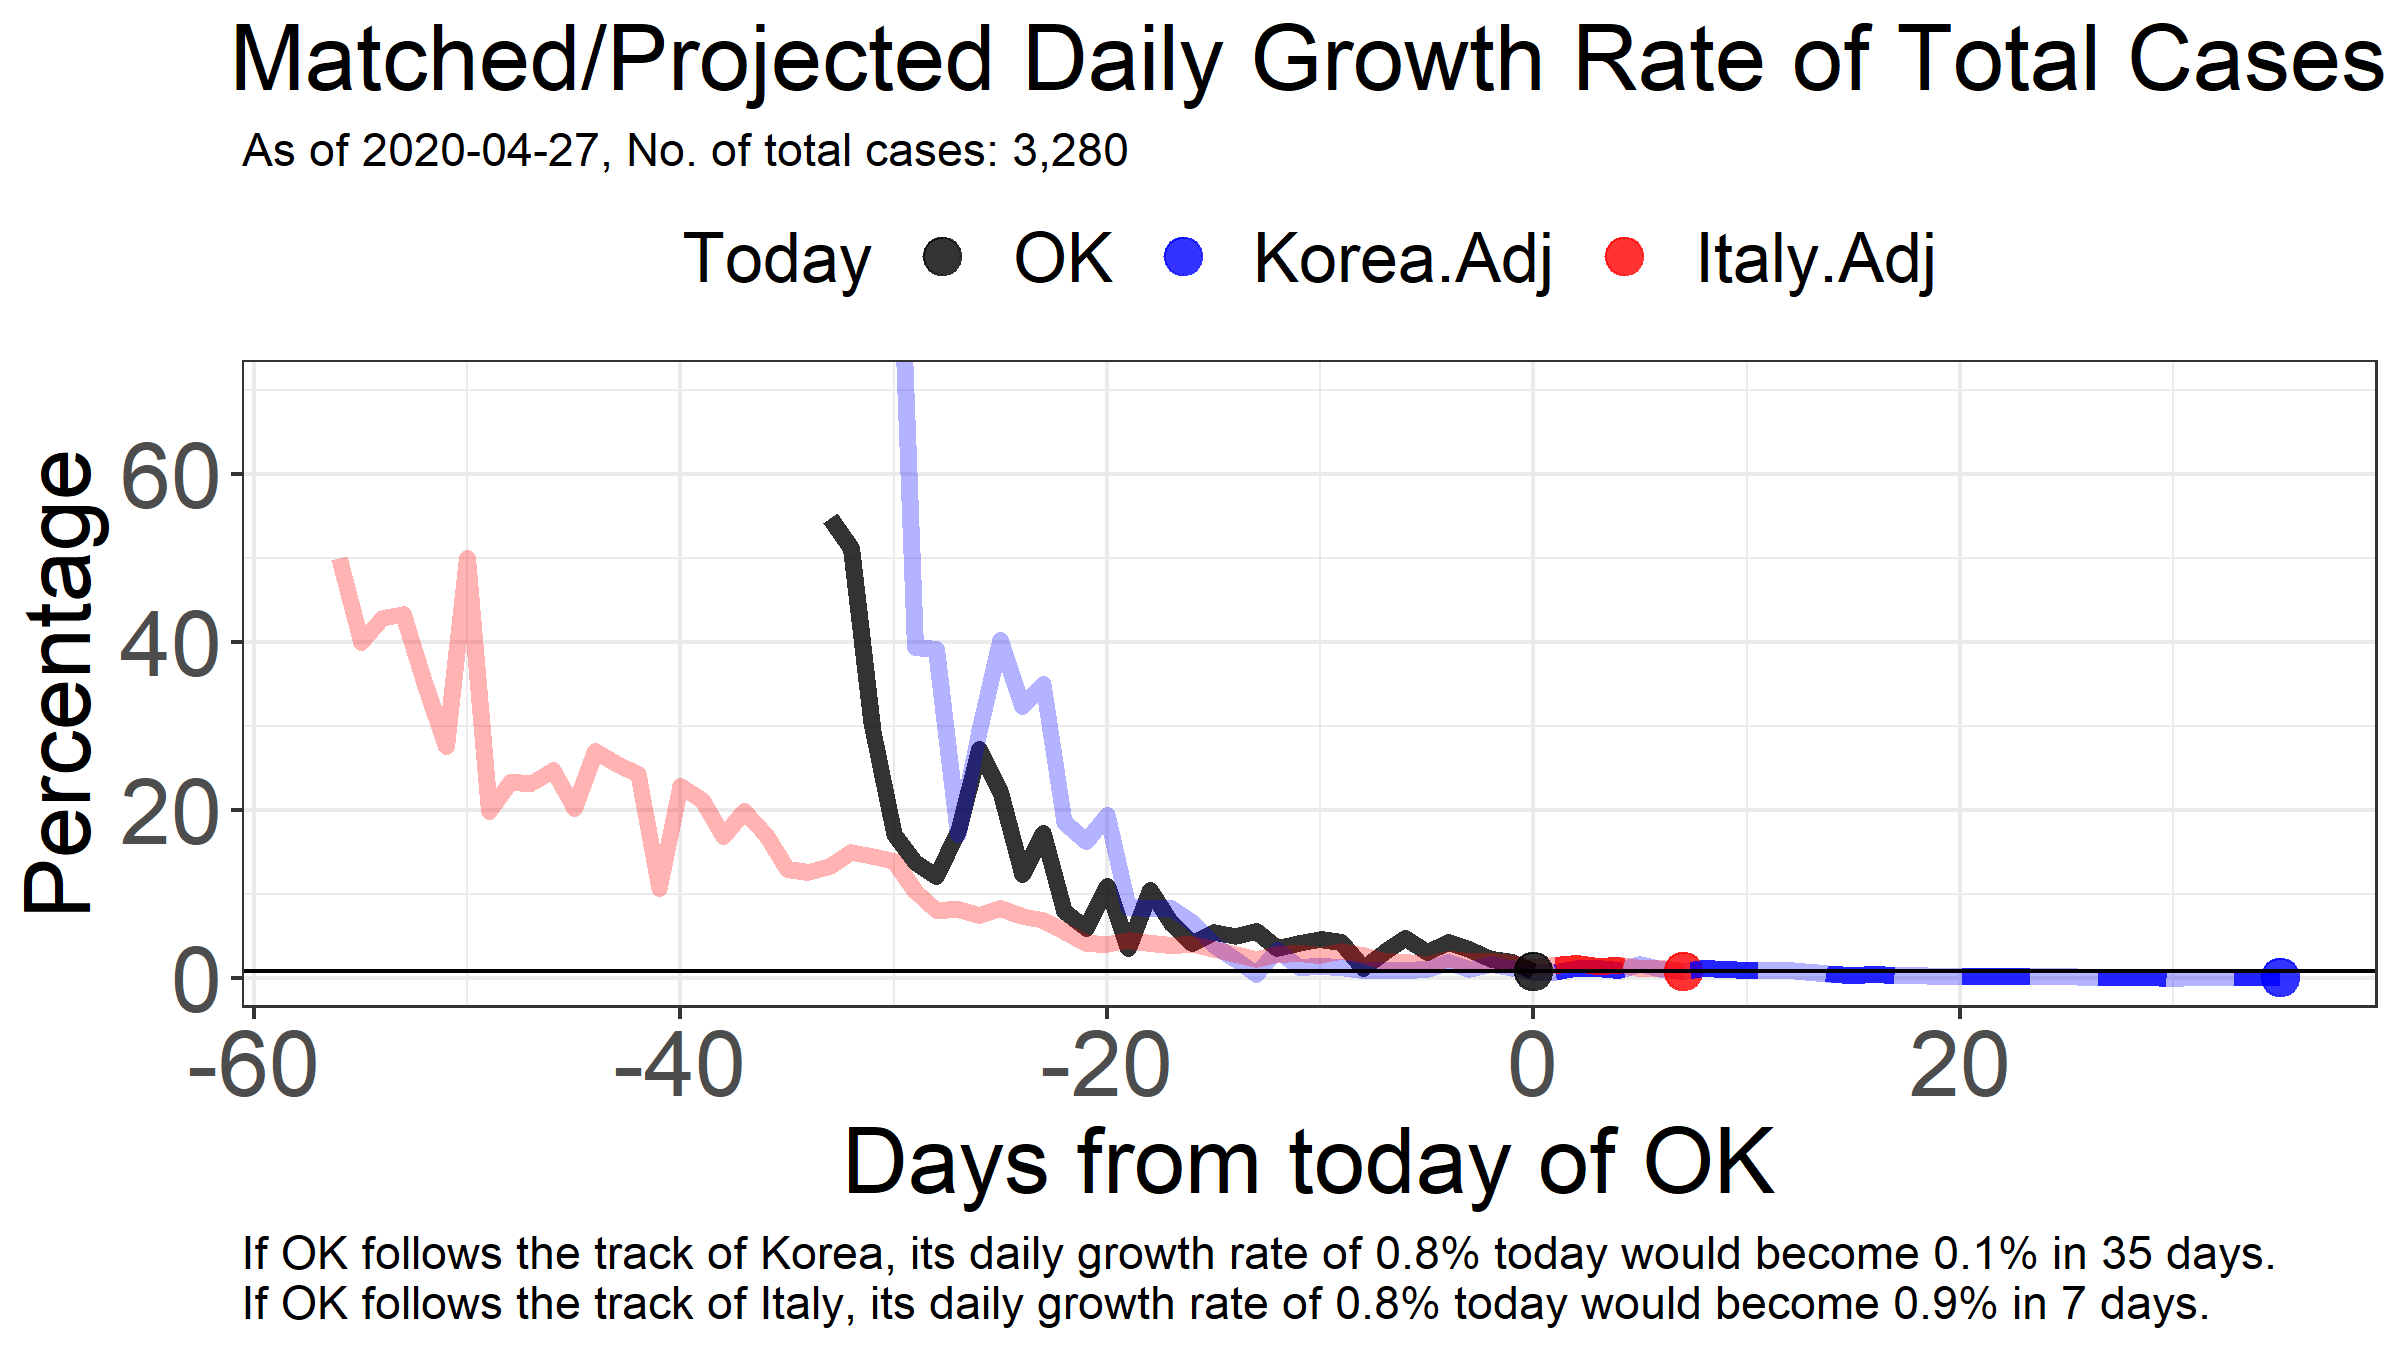 Matched/Projected Daily Growth Rate of Total Cases
As of 2020-04-27, No. of total cases: 3,280
Today OK Korea.Adj Italy.Adj
Percentage
60
40
20
0
-60 -40 -20 0 20
Days from today of OK
If OK follows the track of Korea, its daily growth rate of 0.8% today would become 0.1% in 35 days.
If OK follows the track of Italy, its daily growth rate of 0.8% today would become 0.9% in 7 days.